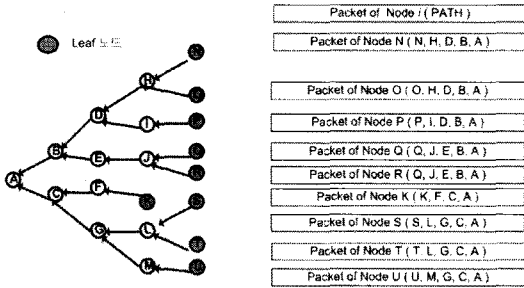 Packet of Node i ( PATH )
Leaf 노드
Packet of Node N ( N, H, D, B, A )
H
Packet of Node O ( O, H, D, B, A )
D
I
Packet of Node P ( P, I, D, B, A )
B
E
J
Packet of Node Q ( Q, J, E, B, A )
Packet of Node R ( Q, J, E, B, A )
A
C
F
Packet of Node K ( K, F, C, A )
Packet of Node S ( S, L, G, C, A )
G
L
Packet of Node T ( T, L, G, C, A )
M
Packet of Node U ( U, M, G, C, A )